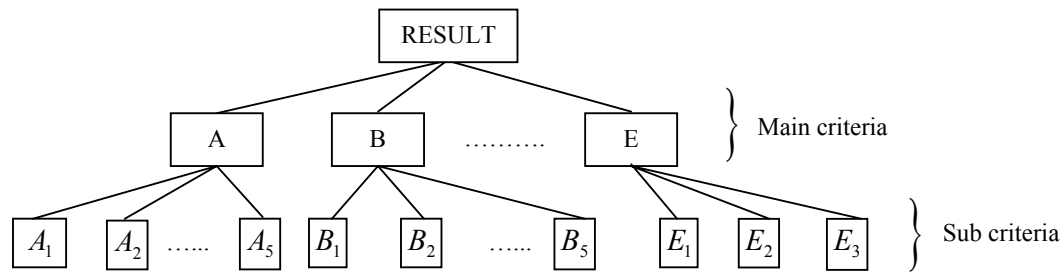 RESULT
A B ………. E
Main criteria
A₁ A₂ …... A₅ B₁ B₂ …... B₅ E₁ E₂ E₃
Sub criteria